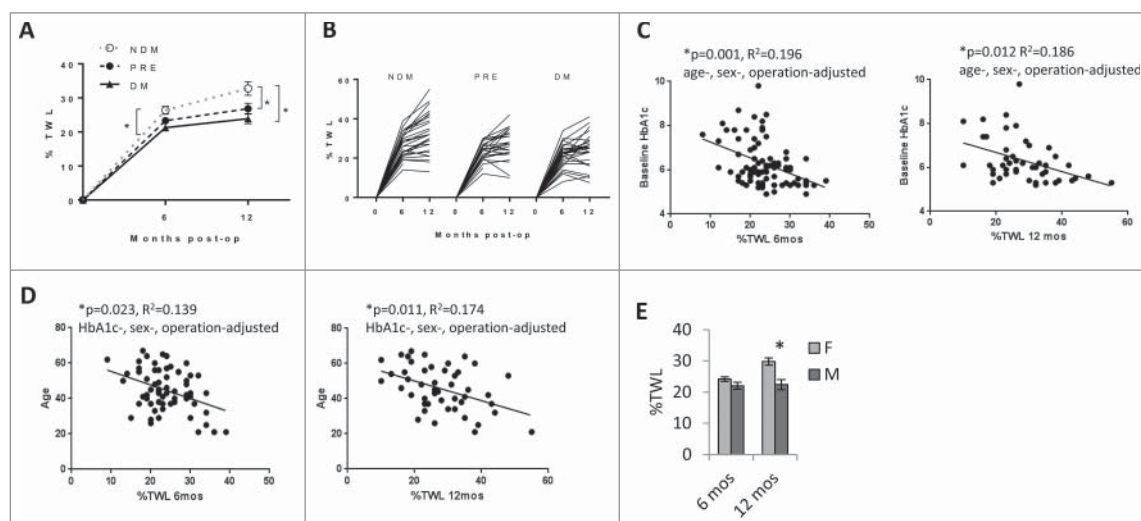 A
NDM
PRE
DM
% TWL
60
40
30
20
10
0
*
*
*
6
12
Months post-op
B
NDM
PRE
DM
% TWL
60
40
20
0
0 6 12 0 6 12 0 6 12
Months post-op
C
*p=0.001, R²=0.196
age-, sex-, operation-adjusted
Baseline HbA1c
10
8
6
4
0 10 20 30 40 50
%TWL 6mos
*p=0.012 R²=0.186
age-, sex-, operation-adjusted
Baseline HbA1c
10
8
6
4
0 20 40 60
%TWL 12 mos
D
*p=0.023, R²=0.139
HbA1c-, sex-, operation-adjusted
Age
80
60
40
20
0
0 10 20 30 40 50
%TWL 6mos
*p=0.011, R²=0.174
HbA1c-, sex-, operation-adjusted
Age
80
60
40
20
0
0 20 40 60
%TWL 12mos
E
%TWL
40
30
20
10
0
*
F
M
6 mos
12 mos